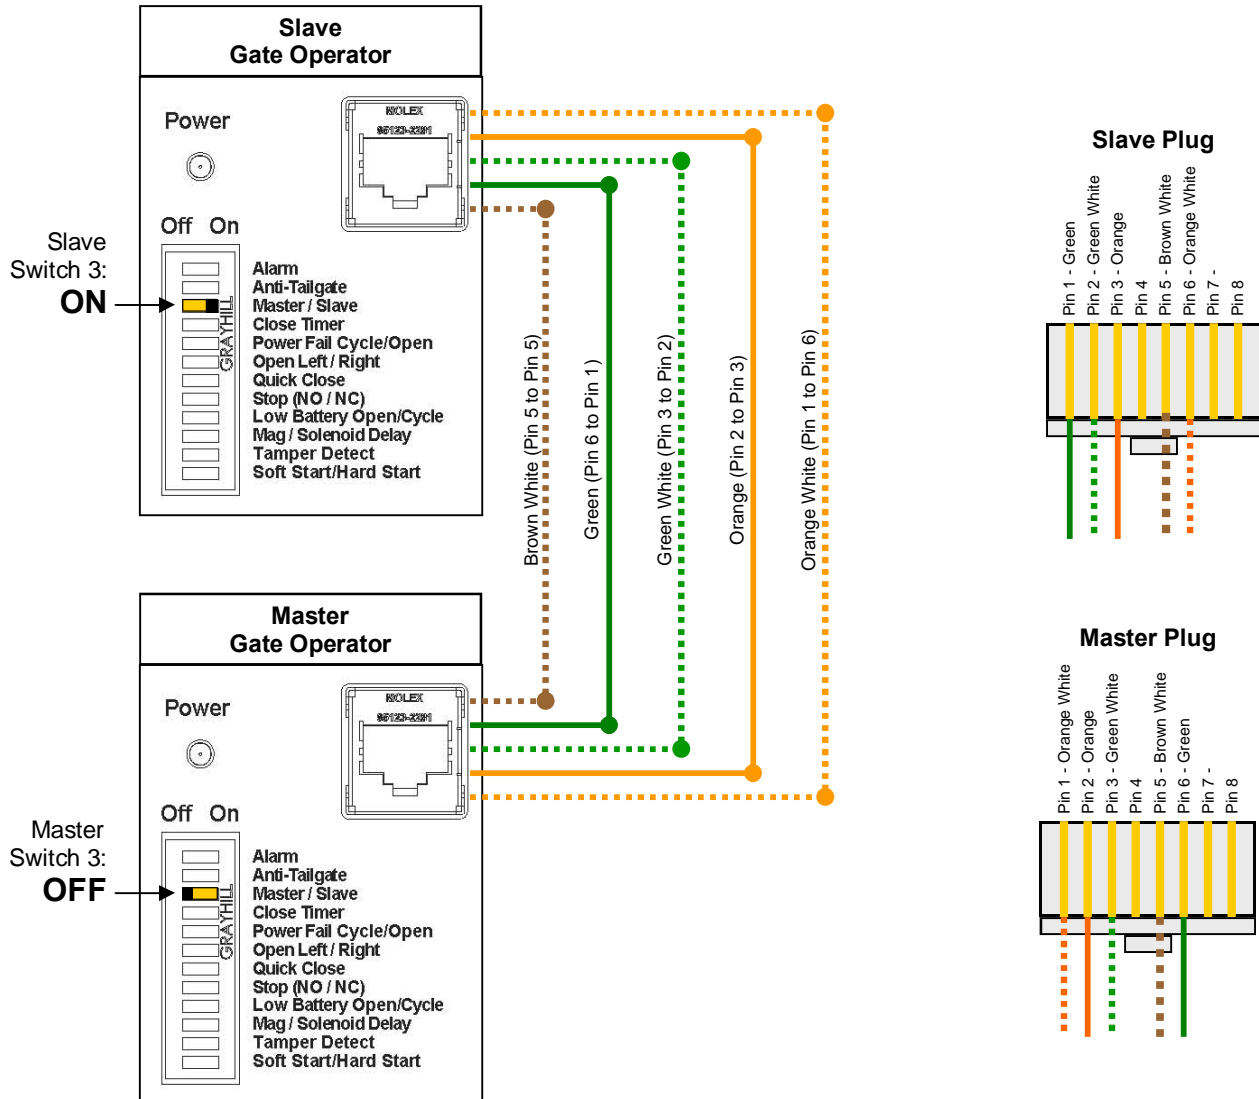 Slave
Gate Operator
MOLEX
95123-2291
Power
Off On
Slave
Switch 3:
ON
GRAYHILL
Alarm
Anti-Tailgate
Master / Slave
Close Timer
Power Fail Cycle/Open
Open Left / Right
Quick Close
Stop (NO / NC)
Low Battery Open/Cycle
Mag / Solenoid Delay
Tamper Detect
Soft Start/Hard Start
Brown White (Pin 5 to Pin 5)
Green (Pin 6 to Pin 1)
Green White (Pin 3 to Pin 2)
Orange (Pin 2 to Pin 3)
Orange White (Pin 1 to Pin 6)
Slave Plug
Pin 1 - Green
Pin 2 - Green White
Pin 3 - Orange
Pin 4
Pin 5 - Brown White
Pin 6 - Orange White
Pin 7 -
Pin 8
Master
Gate Operator
MOLEX
95123-2291
Power
Off On
Master
Switch 3:
OFF
GRAYHILL
Alarm
Anti-Tailgate
Master / Slave
Close Timer
Power Fail Cycle/Open
Open Left / Right
Quick Close
Stop (NO / NC)
Low Battery Open/Cycle
Mag / Solenoid Delay
Tamper Detect
Soft Start/Hard Start
Master Plug
Pin 1 - Orange White
Pin 2 - Orange
Pin 3 - Green White
Pin 4
Pin 5 - Brown White
Pin 6 - Green
Pin 7 -
Pin 8